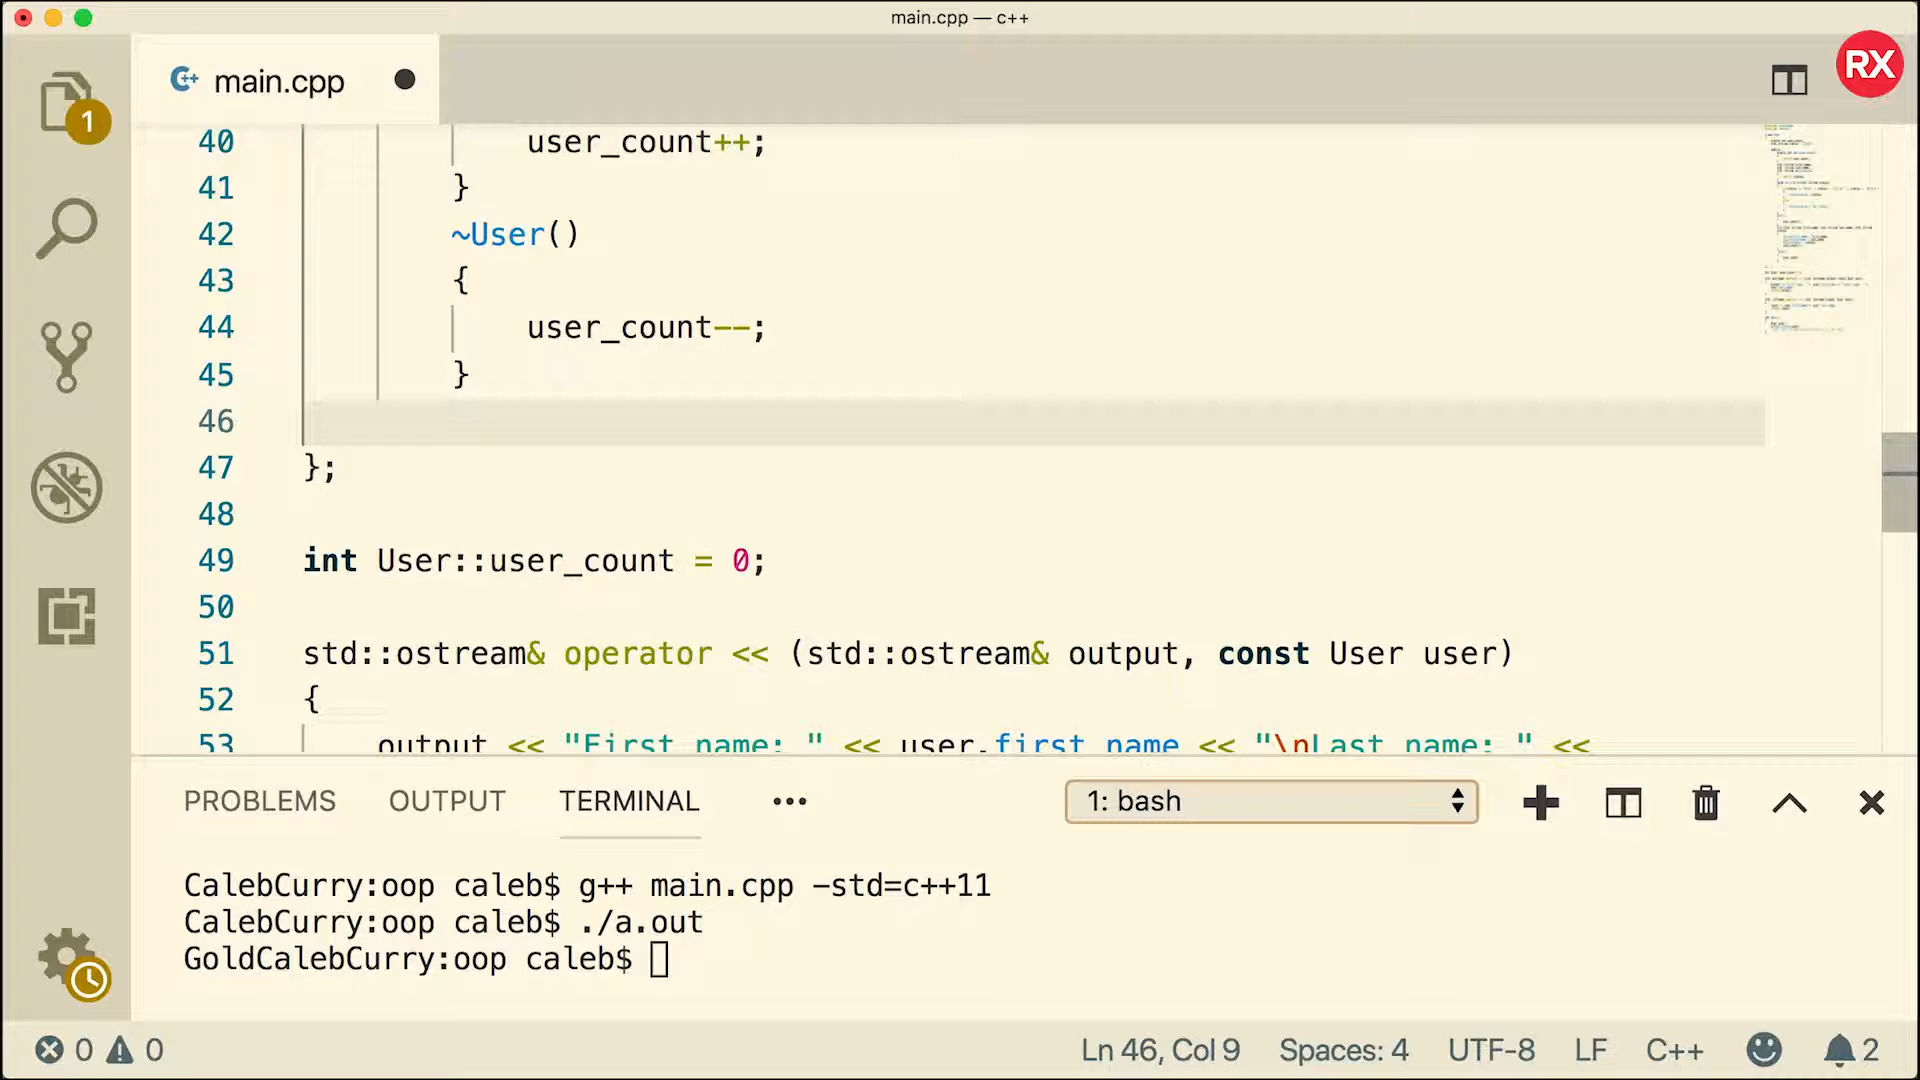 main.cpp — c++
RX
main.cpp
1
40 user_count++;
41 }
42 ~User()
43 {
44 user_count--;
45 }
46
47 };
48
49 int User::user_count = 0;
50
51 std::ostream& operator << (std::ostream& output, const User user)
52 {
53 output << "First name: " << user.first_name << "\nLast name: " <<
PROBLEMS OUTPUT TERMINAL ••• 1: bash
CalebCurry:oop caleb$ g++ main.cpp -std=c++11
CalebCurry:oop caleb$ ./a.out
GoldCalebCurry:oop caleb$
0 0 Ln 46, Col 9 Spaces: 4 UTF-8 LF C++ 2